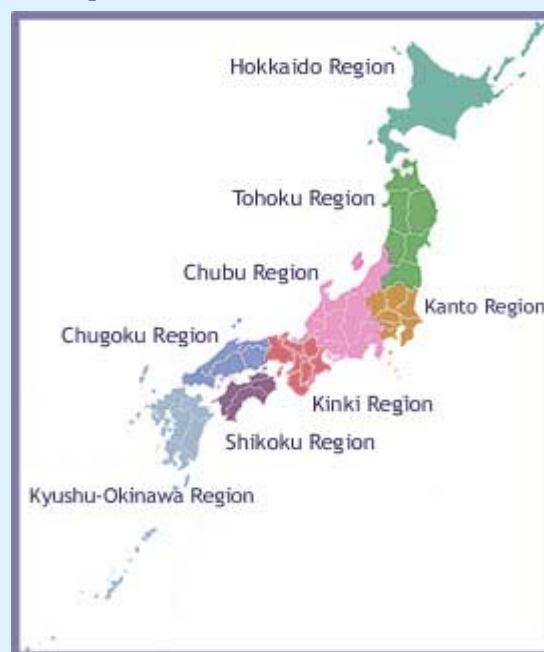 Hokkaido Region
Tohoku Region
Chubu Region
Kanto Region
Chugoku Region
Kinki Region
Shikoku Region
Kyushu-Okinawa Region